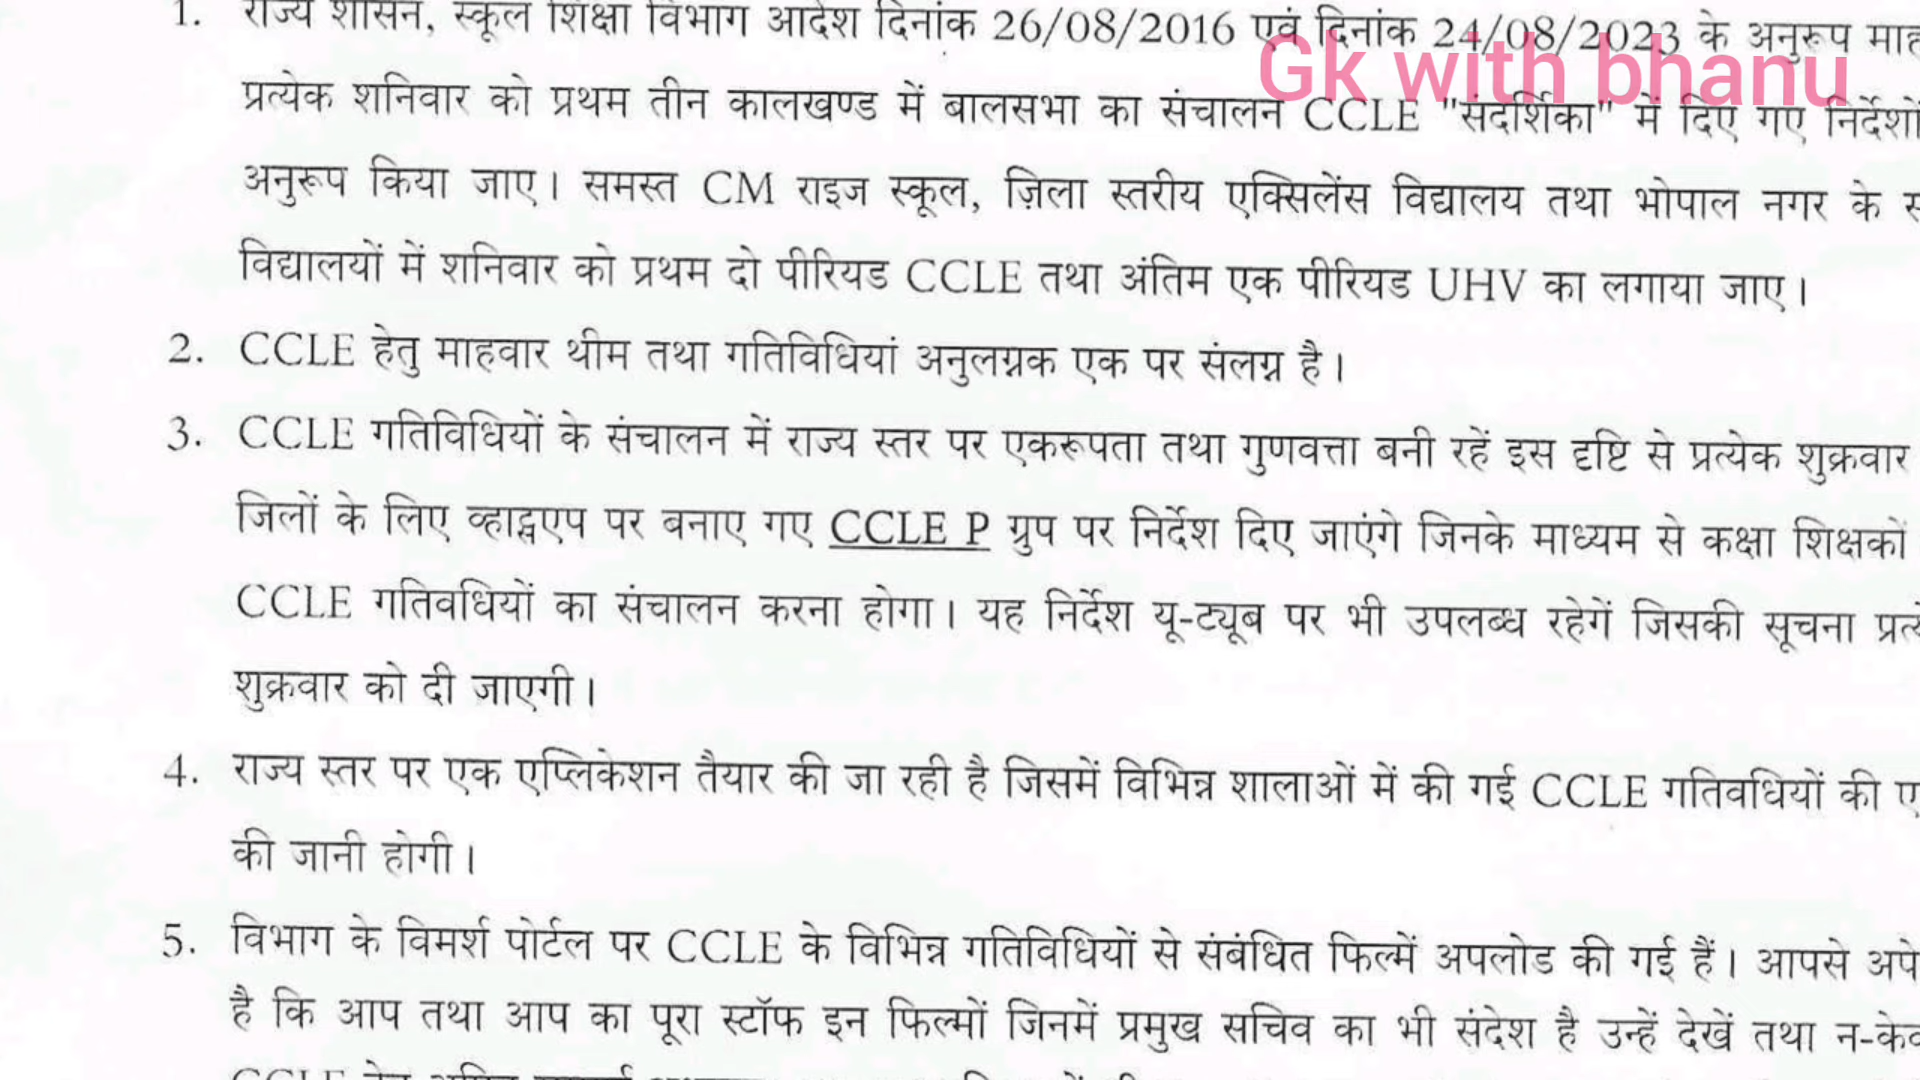 1. राज्य शासन, स्कूल शिक्षा विभाग आदेश दिनांक 26/08/2016 एवं दिनांक 24/08/2023 के अनुरूप
Gk with bhanu
प्रत्येक शनिवार को प्रथम तीन कालखण्ड में बालसभा का संचालन CCLE "संदर्शिका" में दिए गए निर्देशों
अनुरूप किया जाए। समस्त CM राइज स्कूल, ज़िला स्तरीय एक्सिलेंस विद्यालय तथा भोपाल नगर के
विद्यालयों में शनिवार को प्रथम दो पीरियड CCLE तथा अंतिम एक पीरियड UHV का लगाया जाए।
2. CCLE हेतु माहवार थीम तथा गतिविधियां अनुलग्नक एक पर संलग्न है।
3. CCLE गतिविधियों के संचालन में राज्य स्तर पर एकरूपता तथा गुणवत्ता बनी रहें इस दृष्टि से प्रत्येक शुक्रवार
जिलों के लिए व्हाट्सएप पर बनाए गए CCLE P ग्रुप पर निर्देश दिए जाएंगे जिनके माध्यम से कक्षा शिक्षकों
CCLE गतिवधियों का संचालन करना होगा। यह निर्देश यू-ट्यूब पर भी उपलब्ध रहेगें जिसकी सूचना
शुक्रवार को दी जाएगी।
4. राज्य स्तर पर एक एप्लिकेशन तैयार की जा रही है जिसमें विभिन्न शालाओं में की गई CCLE गतिवधियों की
की जानी होगी।
5. विभाग के विमर्श पोर्टल पर CCLE के विभिन्न गतिविधियों से संबंधित फिल्में अपलोड की गई हैं। आपसे
है कि आप तथा आप का पूरा स्टॉफ इन फिल्मों जिनमें प्रमुख सचिव का भी संदेश है उन्हें देखें तथा